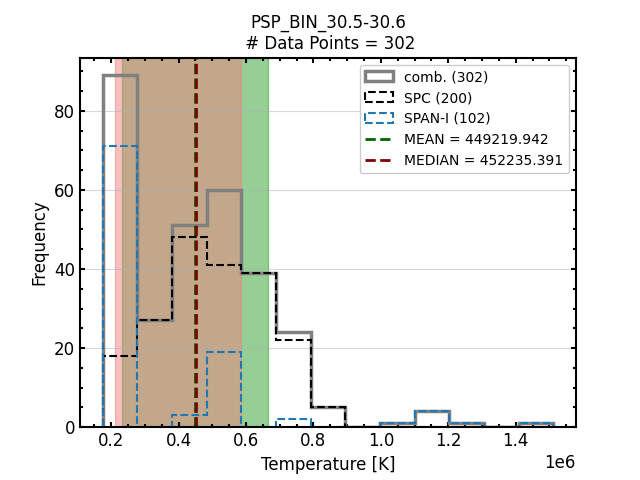 PSP_BIN_30.5-30.6
# Data Points = 302
comb. (302)
SPC (200)
SPAN-I (102)
MEAN = 449219.942
MEDIAN = 452235.391
Frequency
80
60
40
20
0
0.2 0.4 0.6 0.8 1.0 1.2 1.4
1e6
Temperature [K]